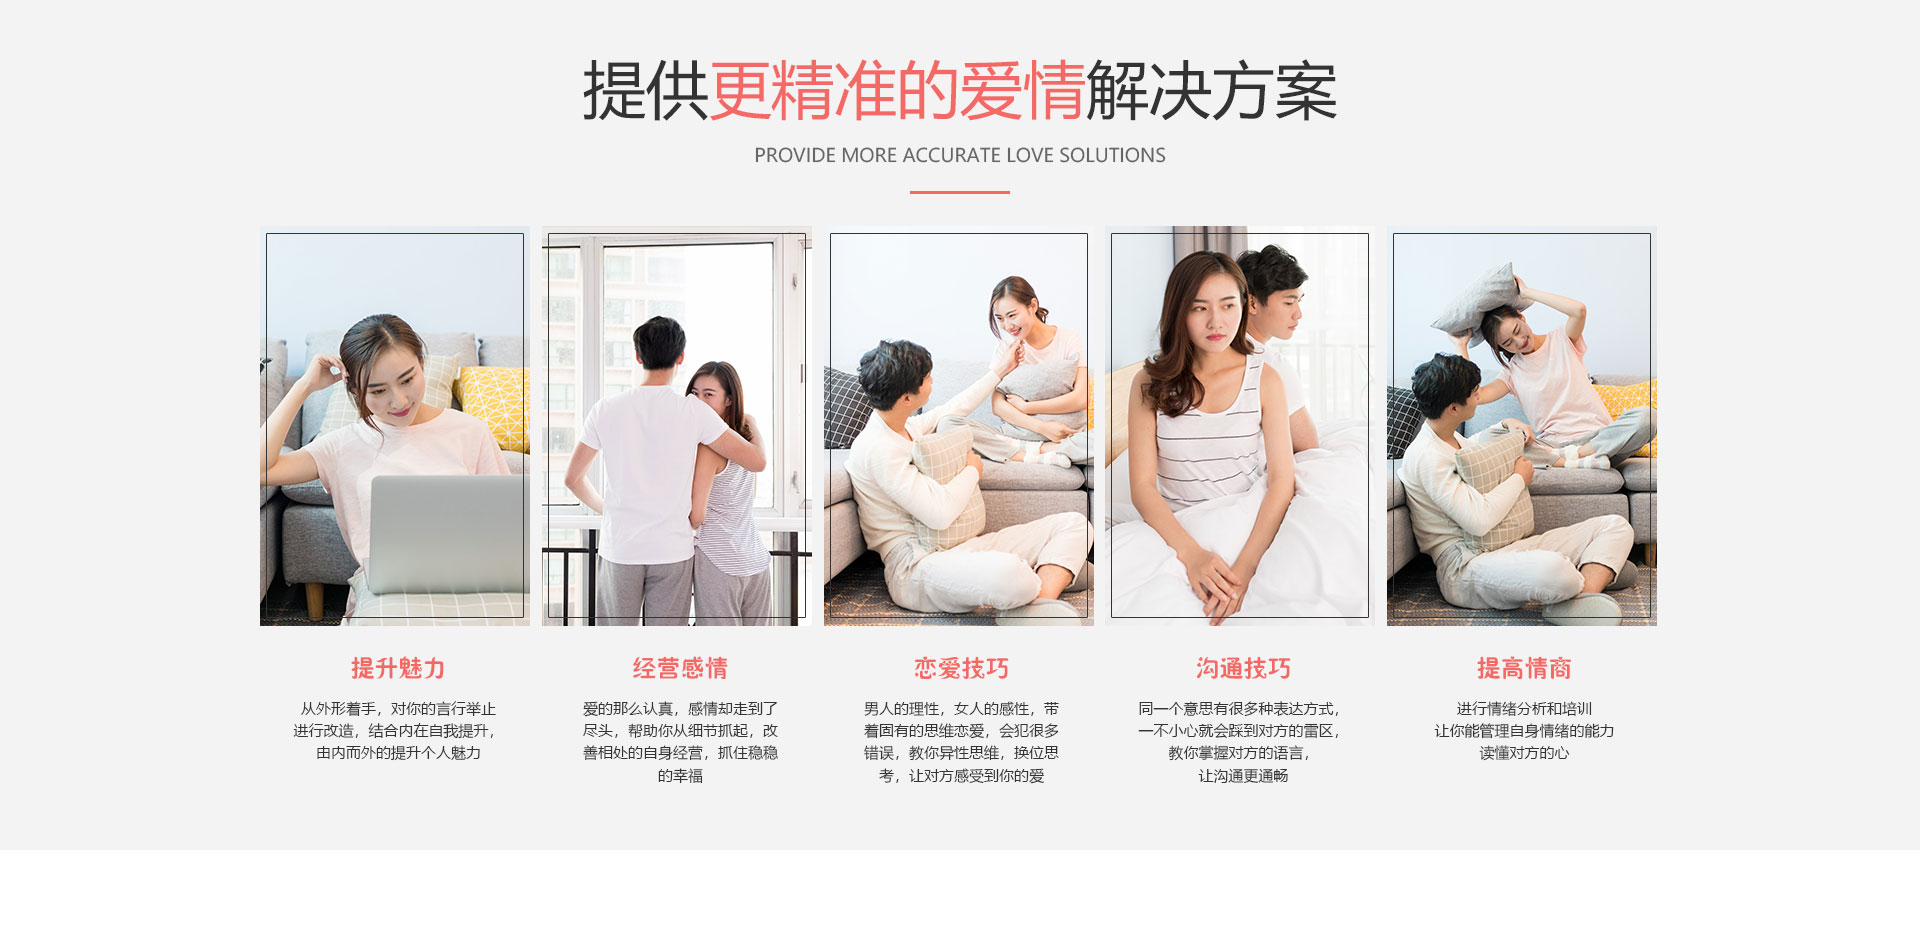 提供更精准的爱情解决方案
PROVIDE MORE ACCURATE LOVE SOLUTIONS
提升魅力
从外形着手，对你的言行举止
进行改造，结合内在自我提升，
由内而外的提升个人魅力
经营感情
爱的那么认真，感情却走到了
尽头，帮助你从细节抓起，改
善相处的自身经营，抓住稳稳
的幸福
恋爱技巧
男人的理性，女人的感性，带
着固有的思维恋爱，会犯很多
错误，教你异性思维，换位思
考，让对方感受到你的爱
沟通技巧
同一个意思有很多种表达方式，
一不小心就会踩到对方的雷区，
教你掌握对方的语言，
让沟通更通畅
提高情商
进行情绪分析和培训
让你能管理自身情绪的能力
读懂对方的心